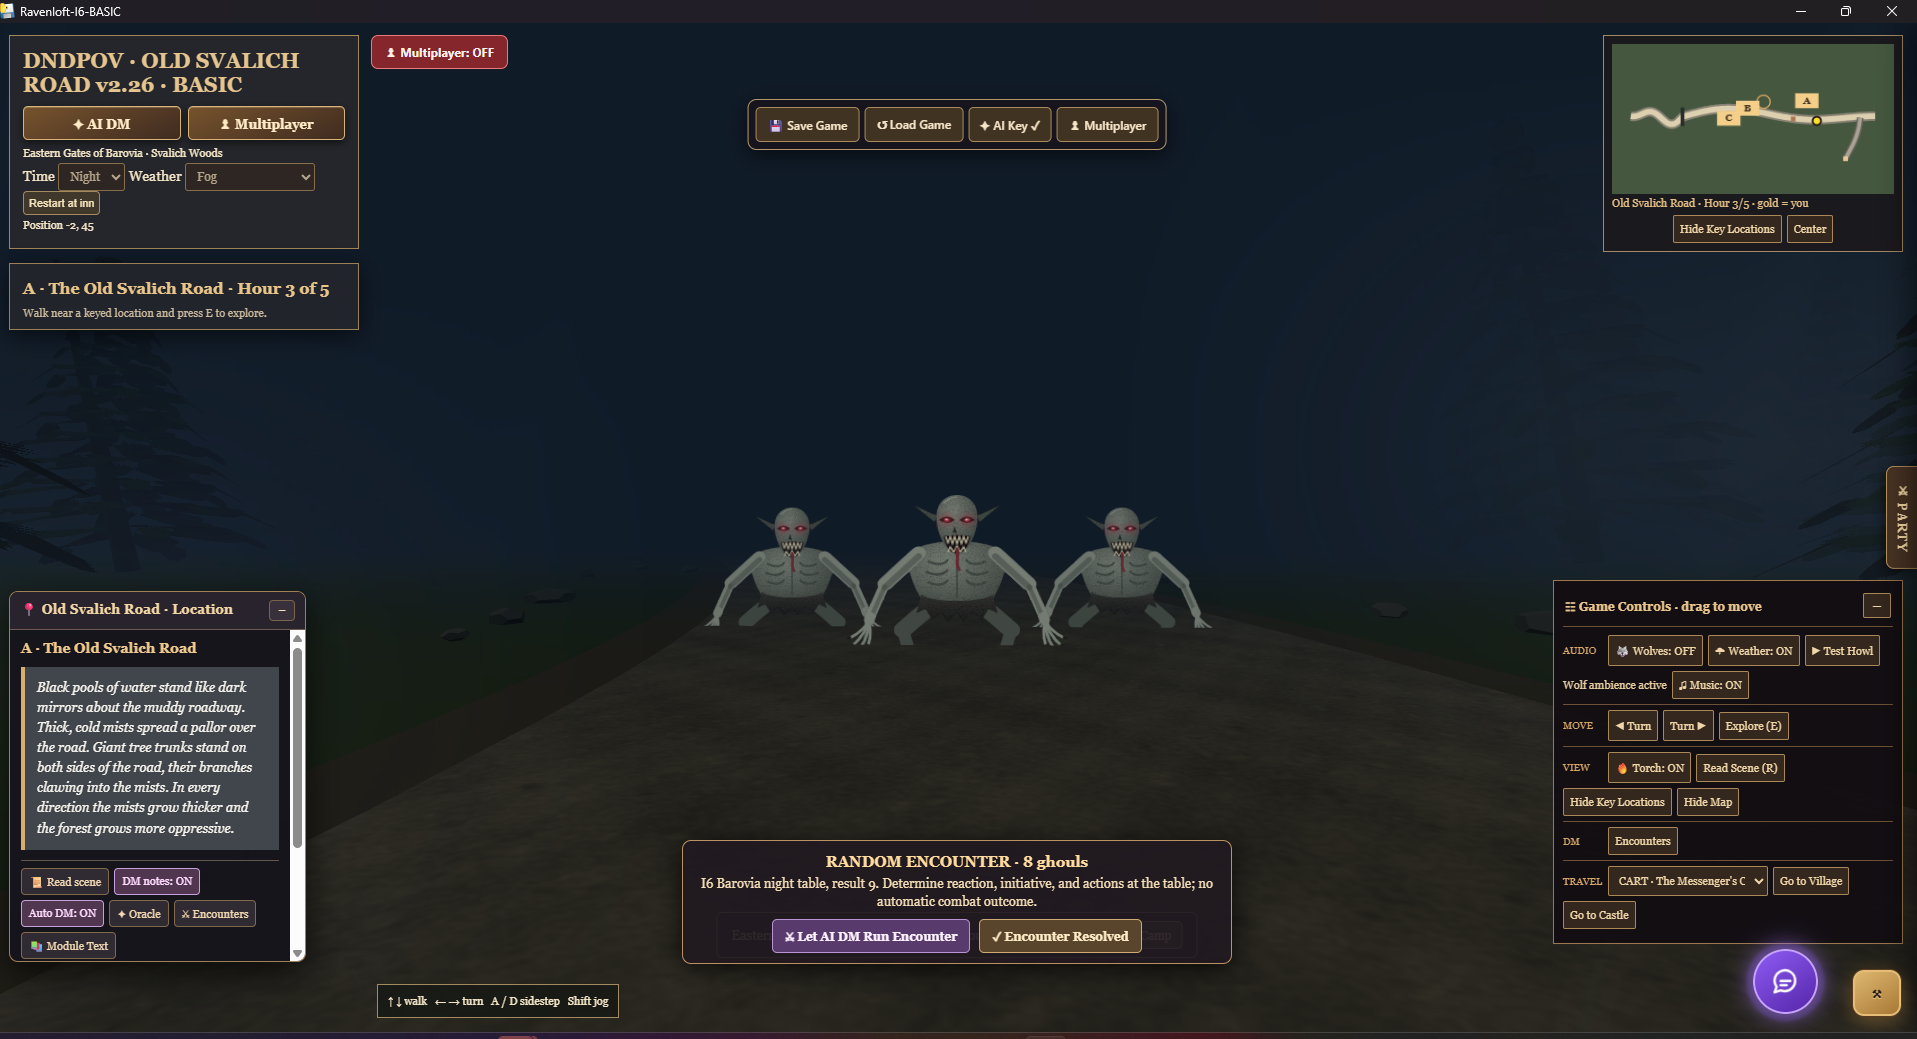 Ravenloft-I6-BASIC
DNDPOV · OLD SVALICH
ROAD v2.26 · BASIC
✦ AI DM
Multiplayer
Eastern Gates of Barovia · Svalich Woods
Time Night Weather Fog
Restart at inn
Position -2, 45
A · The Old Svalich Road · Hour 3 of 5
Walk near a keyed location and press E to explore.
Multiplayer: OFF
Save Game
↺ Load Game
✦ AI Key ✓
Multiplayer
A
B
C
Old Svalich Road · Hour 3/5 · gold = you
Hide Key Locations
Center
⚔ PARTY
Old Svalich Road · Location
–
A · The Old Svalich Road
Black pools of water stand like dark
mirrors about the muddy roadway.
Thick, cold mists spread a pallor over
the road. Giant tree trunks stand on
both sides of the road, their branches
clawing into the mists. In every
direction the mists grow thicker and
the forest grows more oppressive.
Read scene
DM notes: ON
Auto DM: ON
✦ Oracle
⚔ Encounters
Module Text
RANDOM ENCOUNTER · 8 ghouls
I6 Barovia night table, result 9. Determine reaction, initiative, and actions at the table; no
automatic combat outcome.
⚔ Let AI DM Run Encounter
✓ Encounter Resolved
Camp
↑↓ walk ←→ turn A / D sidestep Shift jog
Game Controls · drag to move
–
AUDIO
Wolves: OFF
Weather: ON
▶ Test Howl
Wolf ambience active
♫ Music: ON
MOVE
◀ Turn
Turn ▶
Explore (E)
VIEW
Torch: ON
Read Scene (R)
Hide Key Locations
Hide Map
DM
Encounters
TRAVEL
CART · The Messenger's
Go to Village
Go to Castle